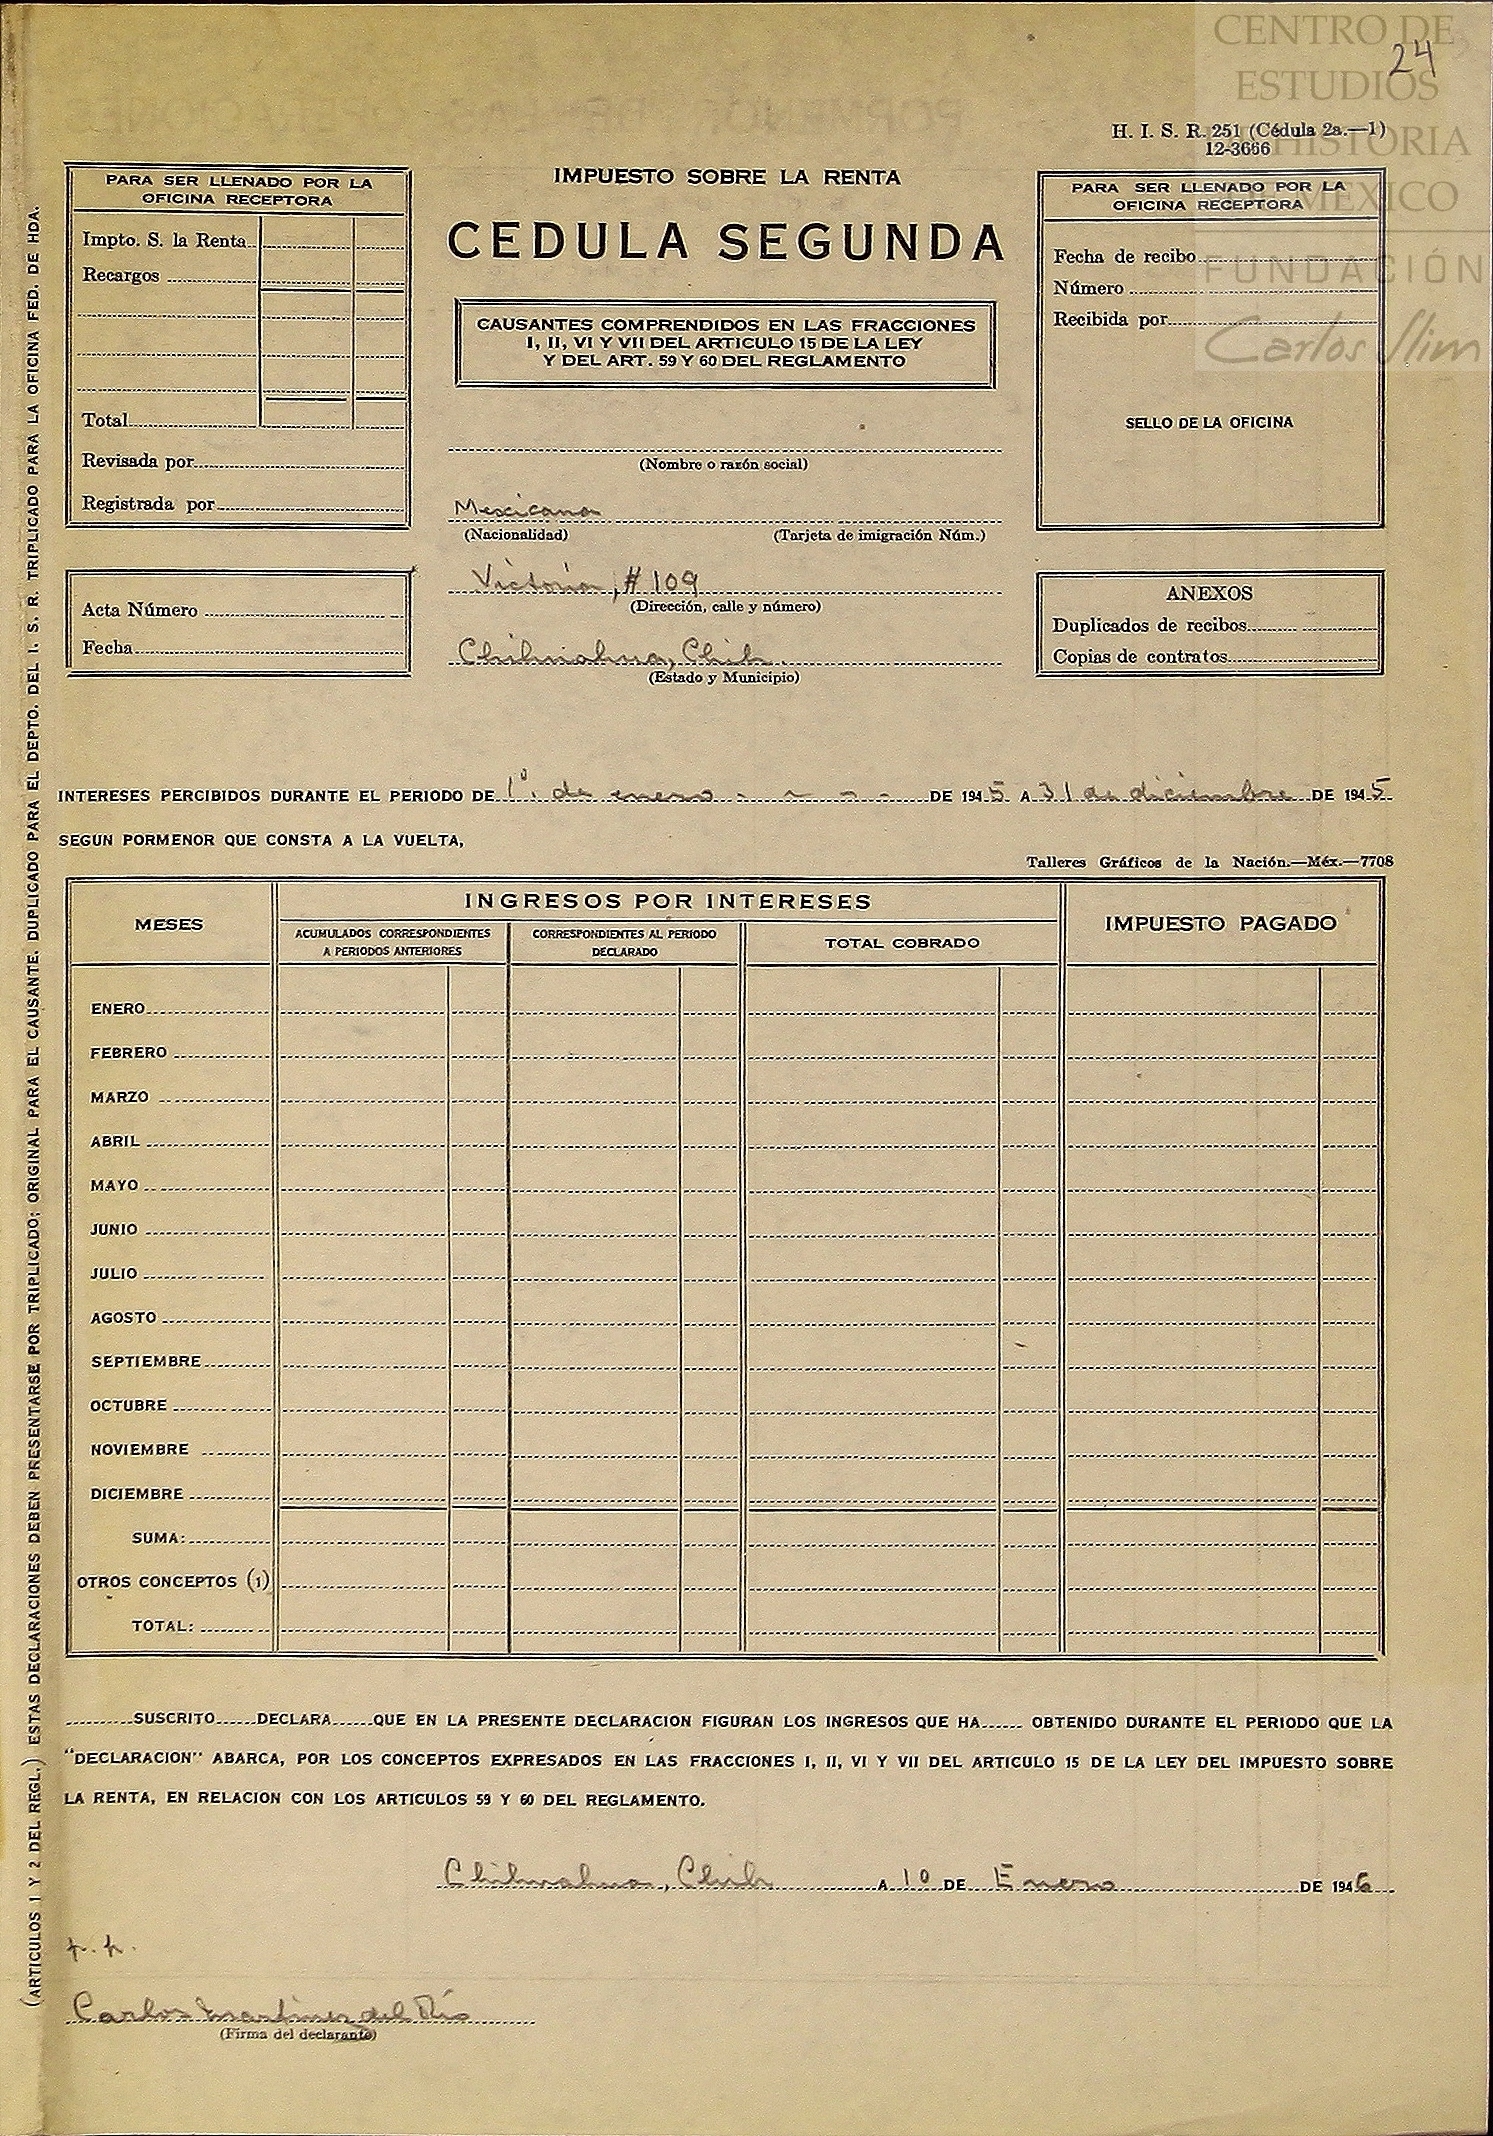 CENTRO DE
ESTUDIOS
DE HISTORIA
DE MEXICO
FUNDACIÓN
Carlos Slim
24
H. I. S. R. 251 (Cédula 2a.—1)
12-3666
PARA SER LLENADO POR LA
OFICINA RECEPTORA
Impto. S. la Renta
Recargos
Total
Revisada por
Registrada por
Acta Número
Fecha
IMPUESTO SOBRE LA RENTA
CEDULA SEGUNDA
CAUSANTES COMPRENDIDOS EN LAS FRACCIONES
I, II, VI Y VII DEL ARTICULO 15 DE LA LEY
Y DEL ART. 59 Y 60 DEL REGLAMENTO
(Nombre o razón social)
Mexicana
(Nacionalidad) (Tarjeta de imigración Núm.)
Victoria, # 109
(Dirección, calle y número)
Chihuahua, Chih.
(Estado y Municipio)
PARA SER LLENADO POR LA
OFICINA RECEPTORA
Fecha de recibo
Número
Recibida por
SELLO DE LA OFICINA
ANEXOS
Duplicados de recibos
Copias de contratos
INTERESES PERCIBIDOS DURANTE EL PERIODO DE 1º. de enero - - - - DE 1945 A 31 de diciembre DE 1945
SEGUN PORMENOR QUE CONSTA A LA VUELTA,
Talleres Gráficos de la Nación.—Méx.—7708
MESES
INGRESOS POR INTERESES
IMPUESTO PAGADO
ACUMULADOS CORRESPONDIENTES
A PERIODOS ANTERIORES
CORRESPONDIENTES AL PERIODO
DECLARADO
TOTAL COBRADO
ENERO
FEBRERO
MARZO
ABRIL
MAYO
JUNIO
JULIO
AGOSTO
SEPTIEMBRE
OCTUBRE
NOVIEMBRE
DICIEMBRE
SUMA:
OTROS CONCEPTOS (1)
TOTAL:
SUSCRITO DECLARA QUE EN LA PRESENTE DECLARACION FIGURAN LOS INGRESOS QUE HA OBTENIDO DURANTE EL PERIODO QUE LA
"DECLARACION" ABARCA, POR LOS CONCEPTOS EXPRESADOS EN LAS FRACCIONES I, II, VI Y VII DEL ARTICULO 15 DE LA LEY DEL IMPUESTO SOBRE
LA RENTA, EN RELACION CON LOS ARTICULOS 59 Y 60 DEL REGLAMENTO.
Chihuahua, Chih A 10 DE Enero DE 1946
p. p.
Carlos Martinez del Río
(Firma del declarante)
(ARTICULOS 1 Y 2 DEL REGL.) ESTAS DECLARACIONES DEBEN PRESENTARSE POR TRIPLICADO; ORIGINAL PARA EL CAUSANTE. DUPLICADO PARA EL DEPTO. DEL I. S. R. TRIPLICADO PARA LA OFICINA FED. DE HDA.